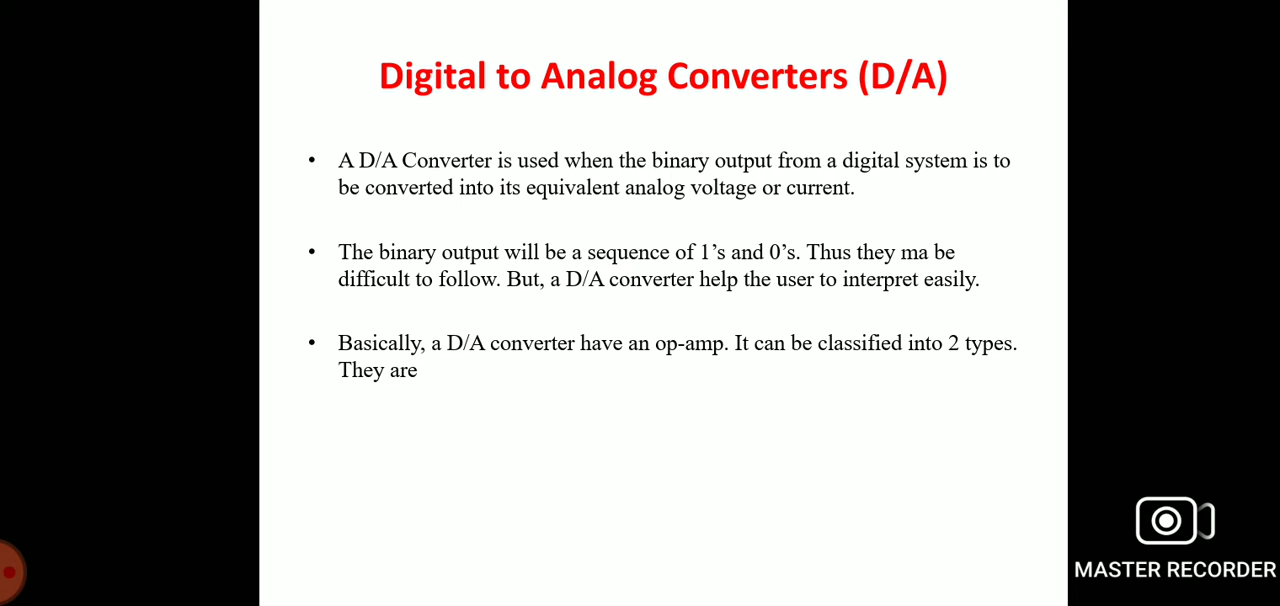 Digital to Analog Converters (D/A)
• A D/A Converter is used when the binary output from a digital system is to
be converted into its equivalent analog voltage or current.
• The binary output will be a sequence of 1’s and 0’s. Thus they ma be
difficult to follow. But, a D/A converter help the user to interpret easily.
• Basically, a D/A converter have an op-amp. It can be classified into 2 types.
They are
MASTER RECORDER